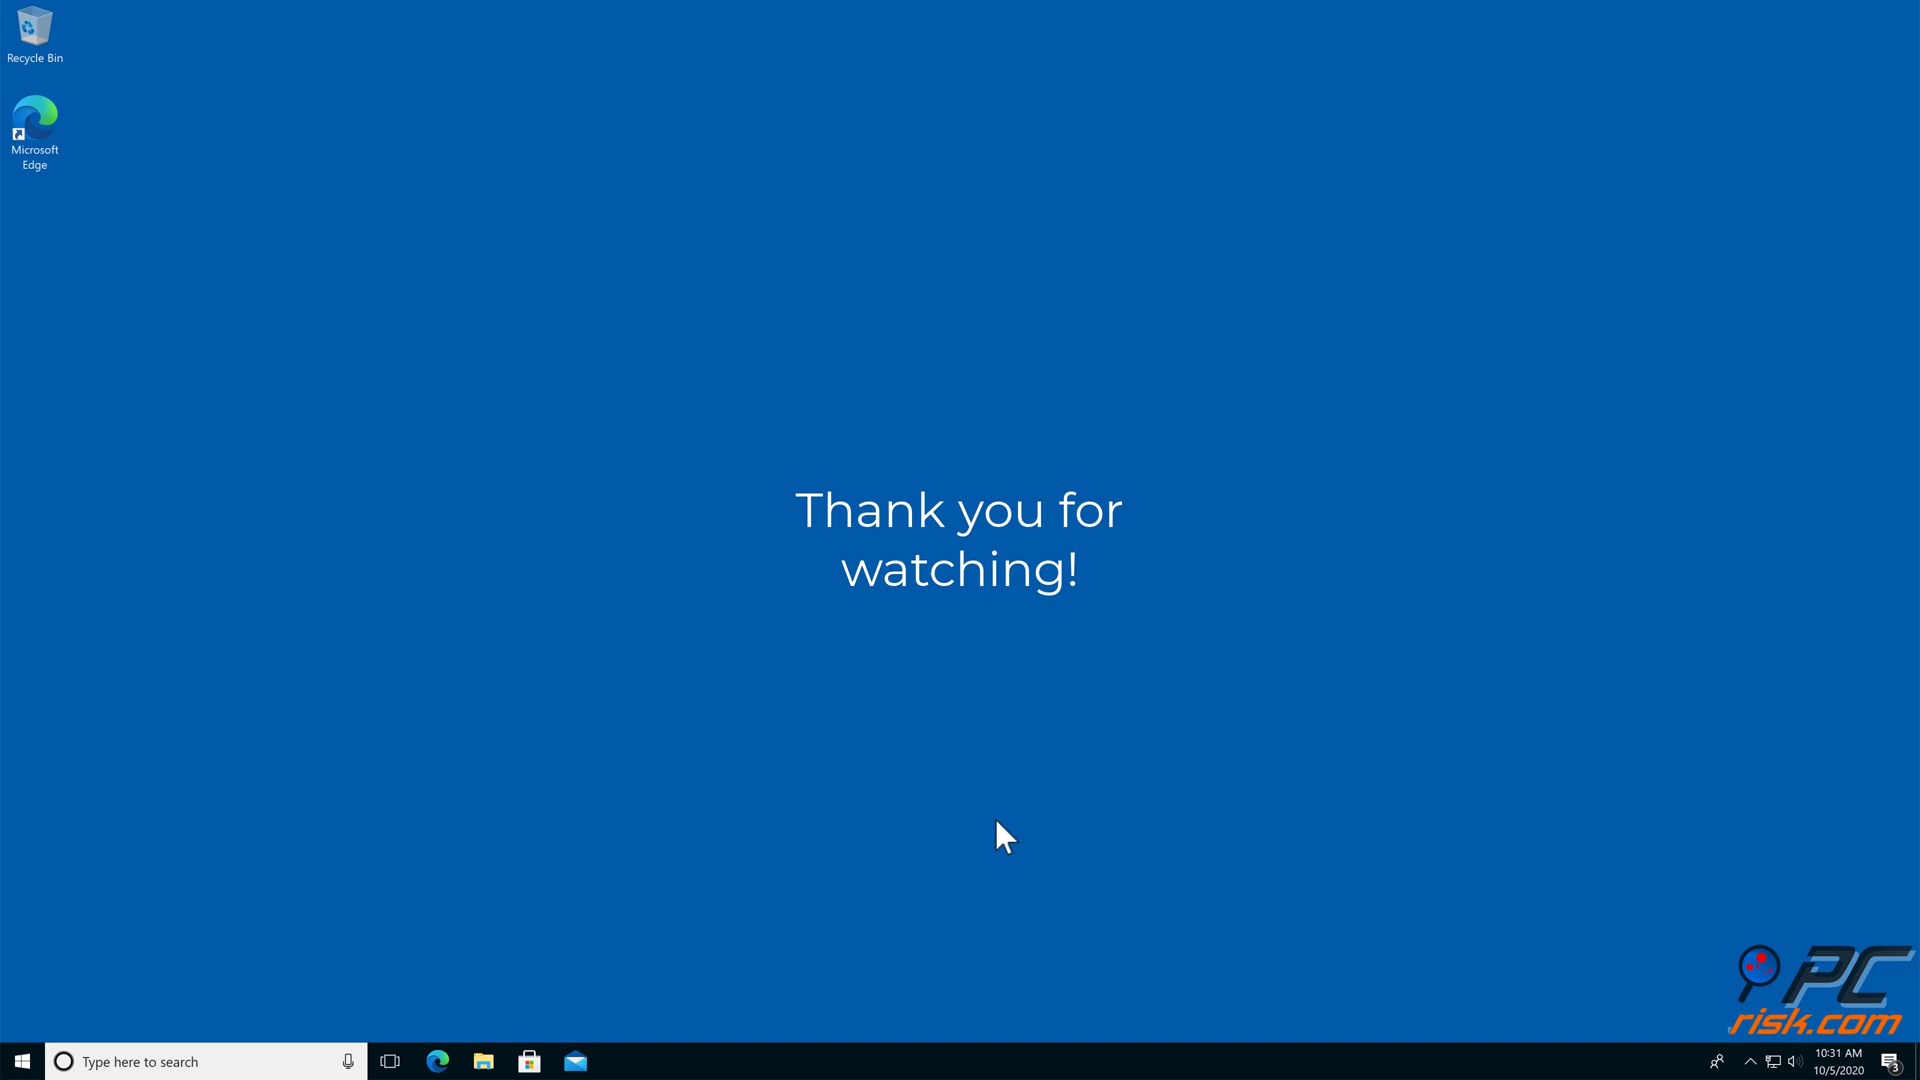 Recycle Bin
Microsoft
Edge
Thank you for
watching!
PC
risk.com
Type here to search
10:31 AM
10/5/2020
3